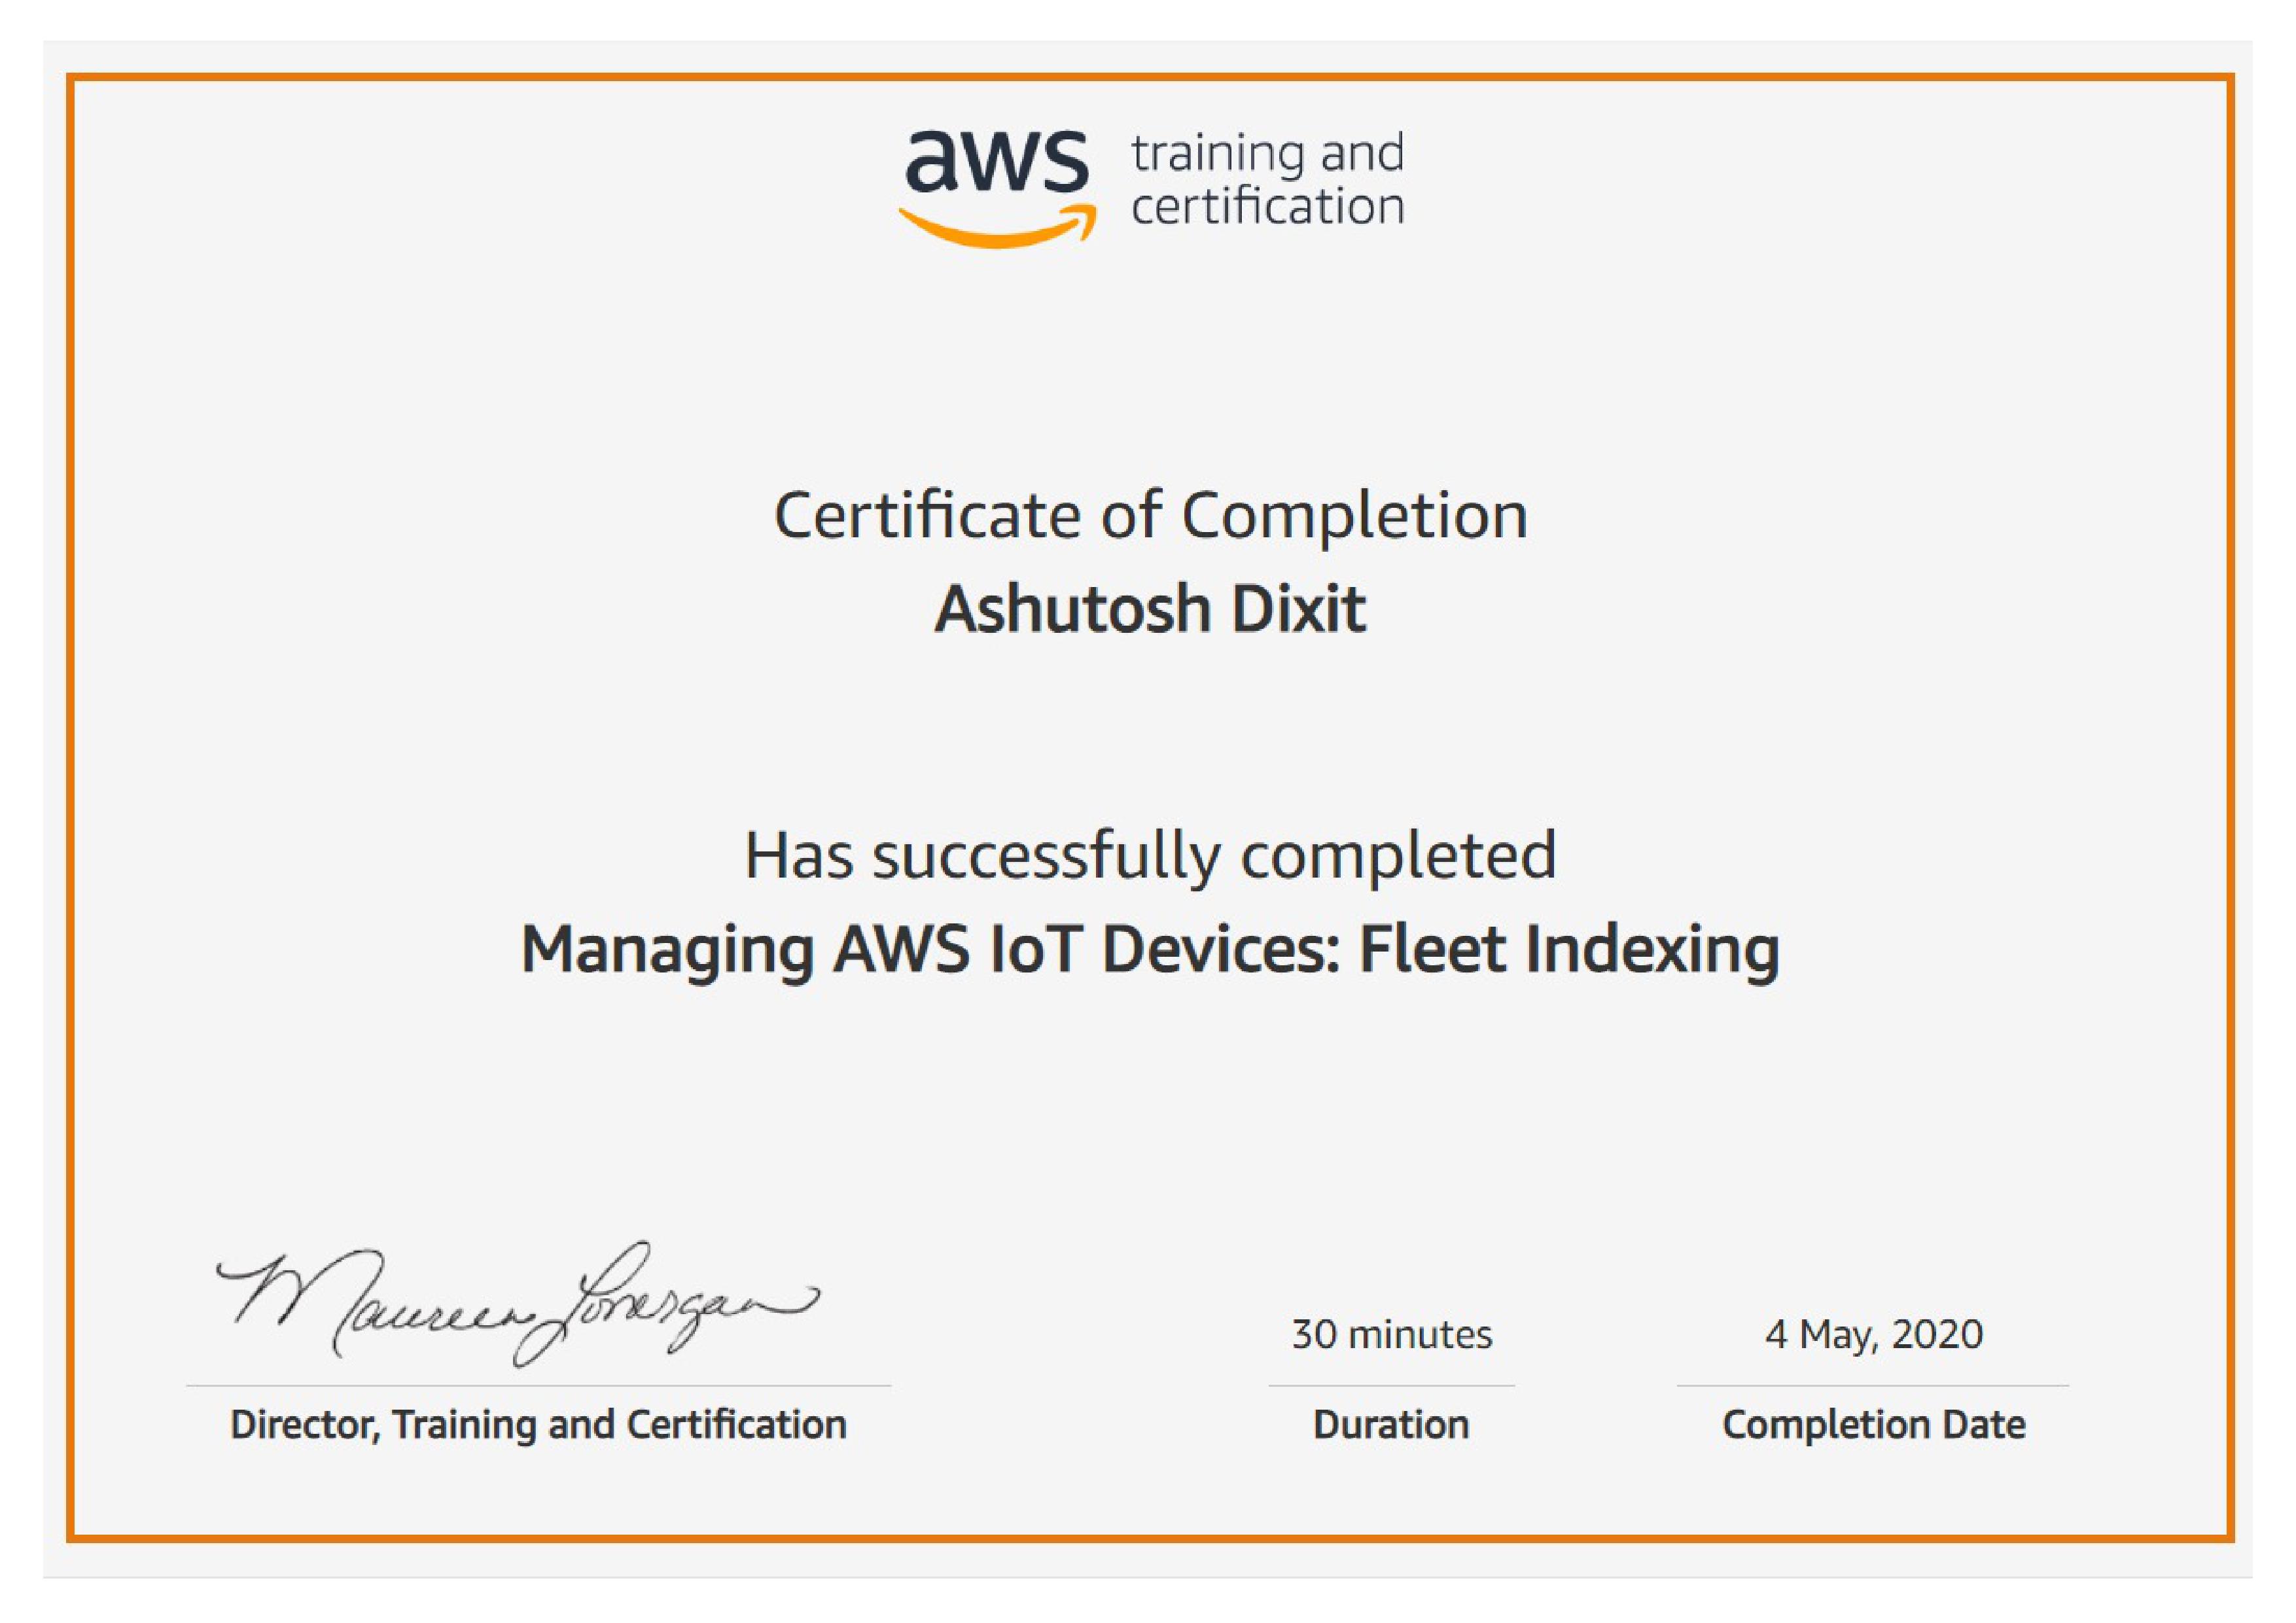 aws training and
certification
Certificate of Completion
Ashutosh Dixit
Has successfully completed
Managing AWS IoT Devices: Fleet Indexing
Maureen Lonergan
30 minutes
4 May, 2020
Director, Training and Certification
Duration
Completion Date